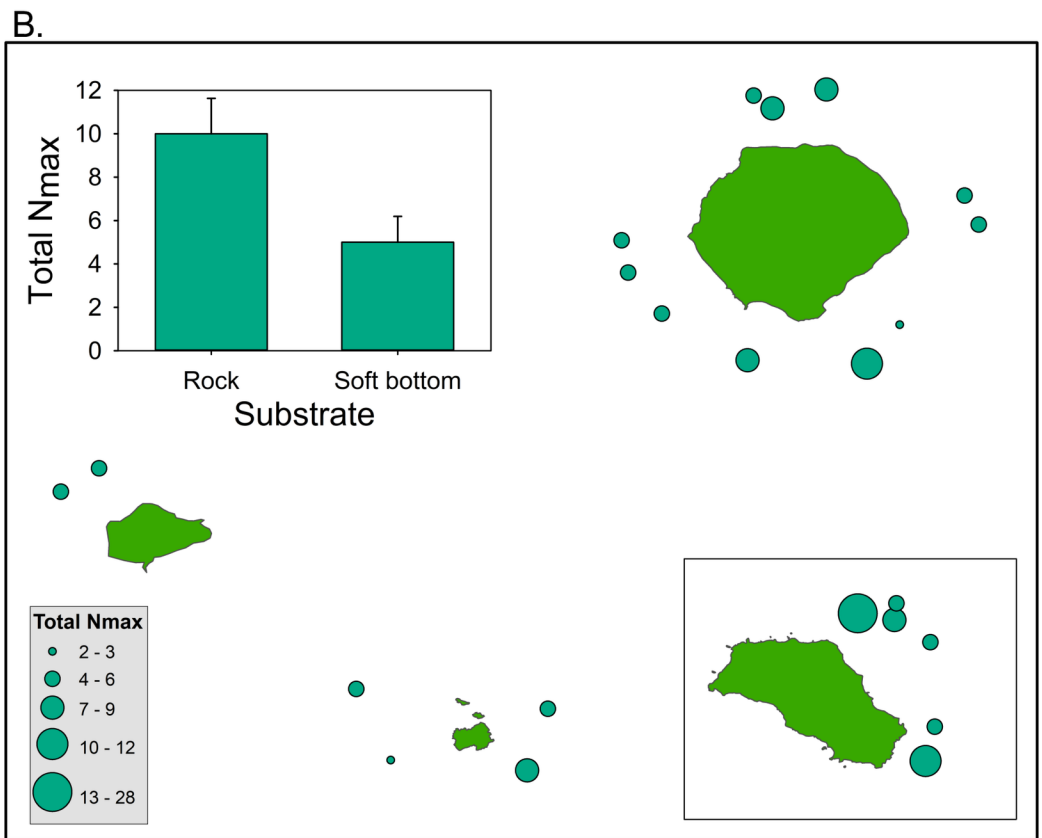 B.
Total Nmax
12
10
8
6
4
2
0
Rock Soft bottom
Substrate
Total Nmax
2 - 3
4 - 6
7 - 9
10 - 12
13 - 28